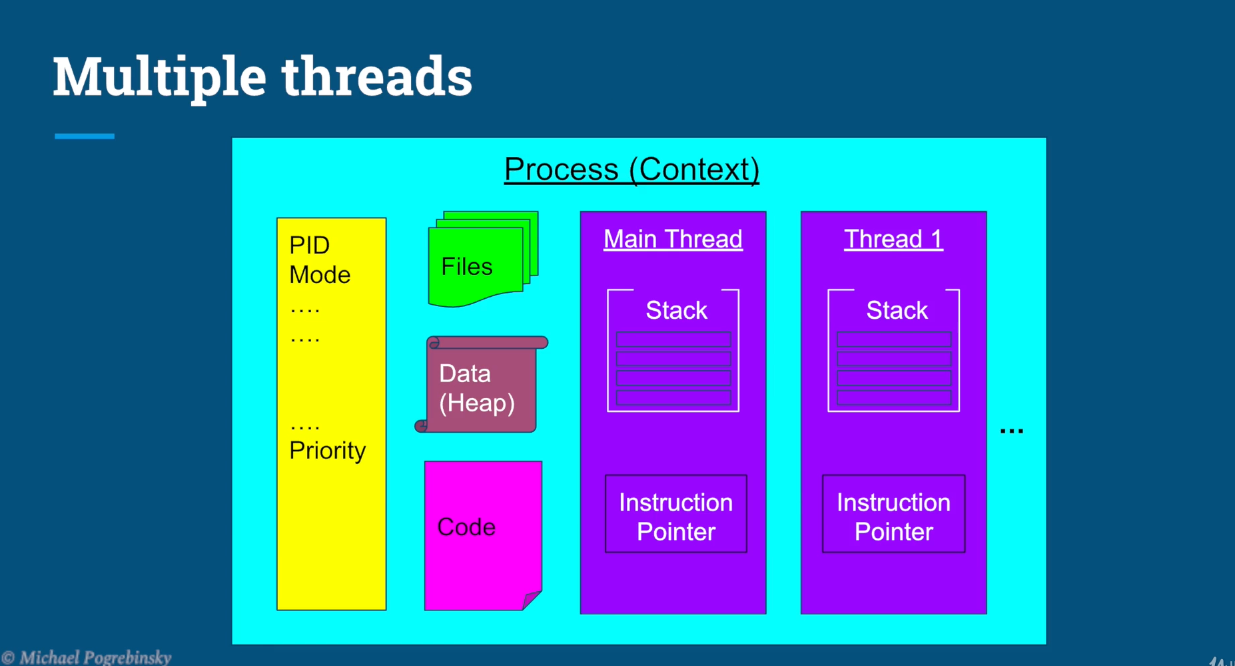 Multiple threads
Process (Context)
PID
Mode
....
....
....
Priority
Files
Data
(Heap)
Code
Main Thread
Stack
Instruction
Pointer
Thread 1
Stack
Instruction
Pointer
...
© Michael Pogrebinsky